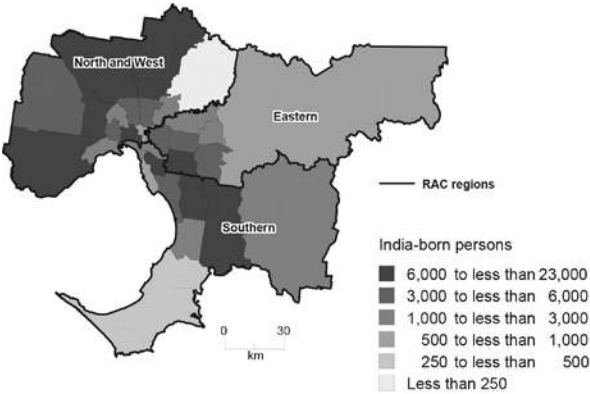 North and West
Eastern
RAC regions
Southern
India-born persons
6,000 to less than 23,000
3,000 to less than 6,000
1,000 to less than 3,000
500 to less than 1,000
250 to less than 500
Less than 250
0 30
km